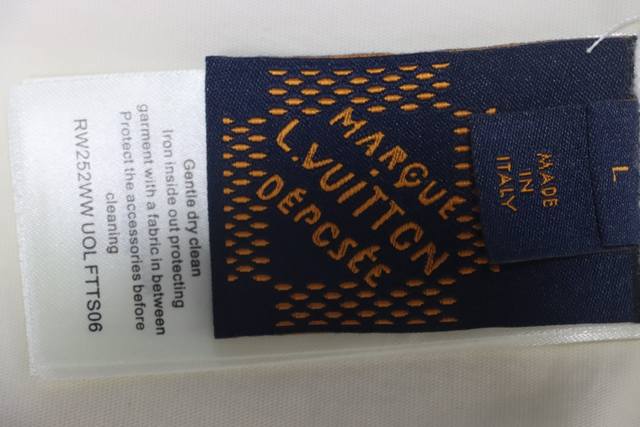 MARQUE
L.VUITTON
DÉPOSÉE
MADE
IN
ITALY
L
Gentle dry clean
Iron inside out protecting
garment with a fabric in between
Protect the accessories before
cleaning
RW252WW UOL FTTS06